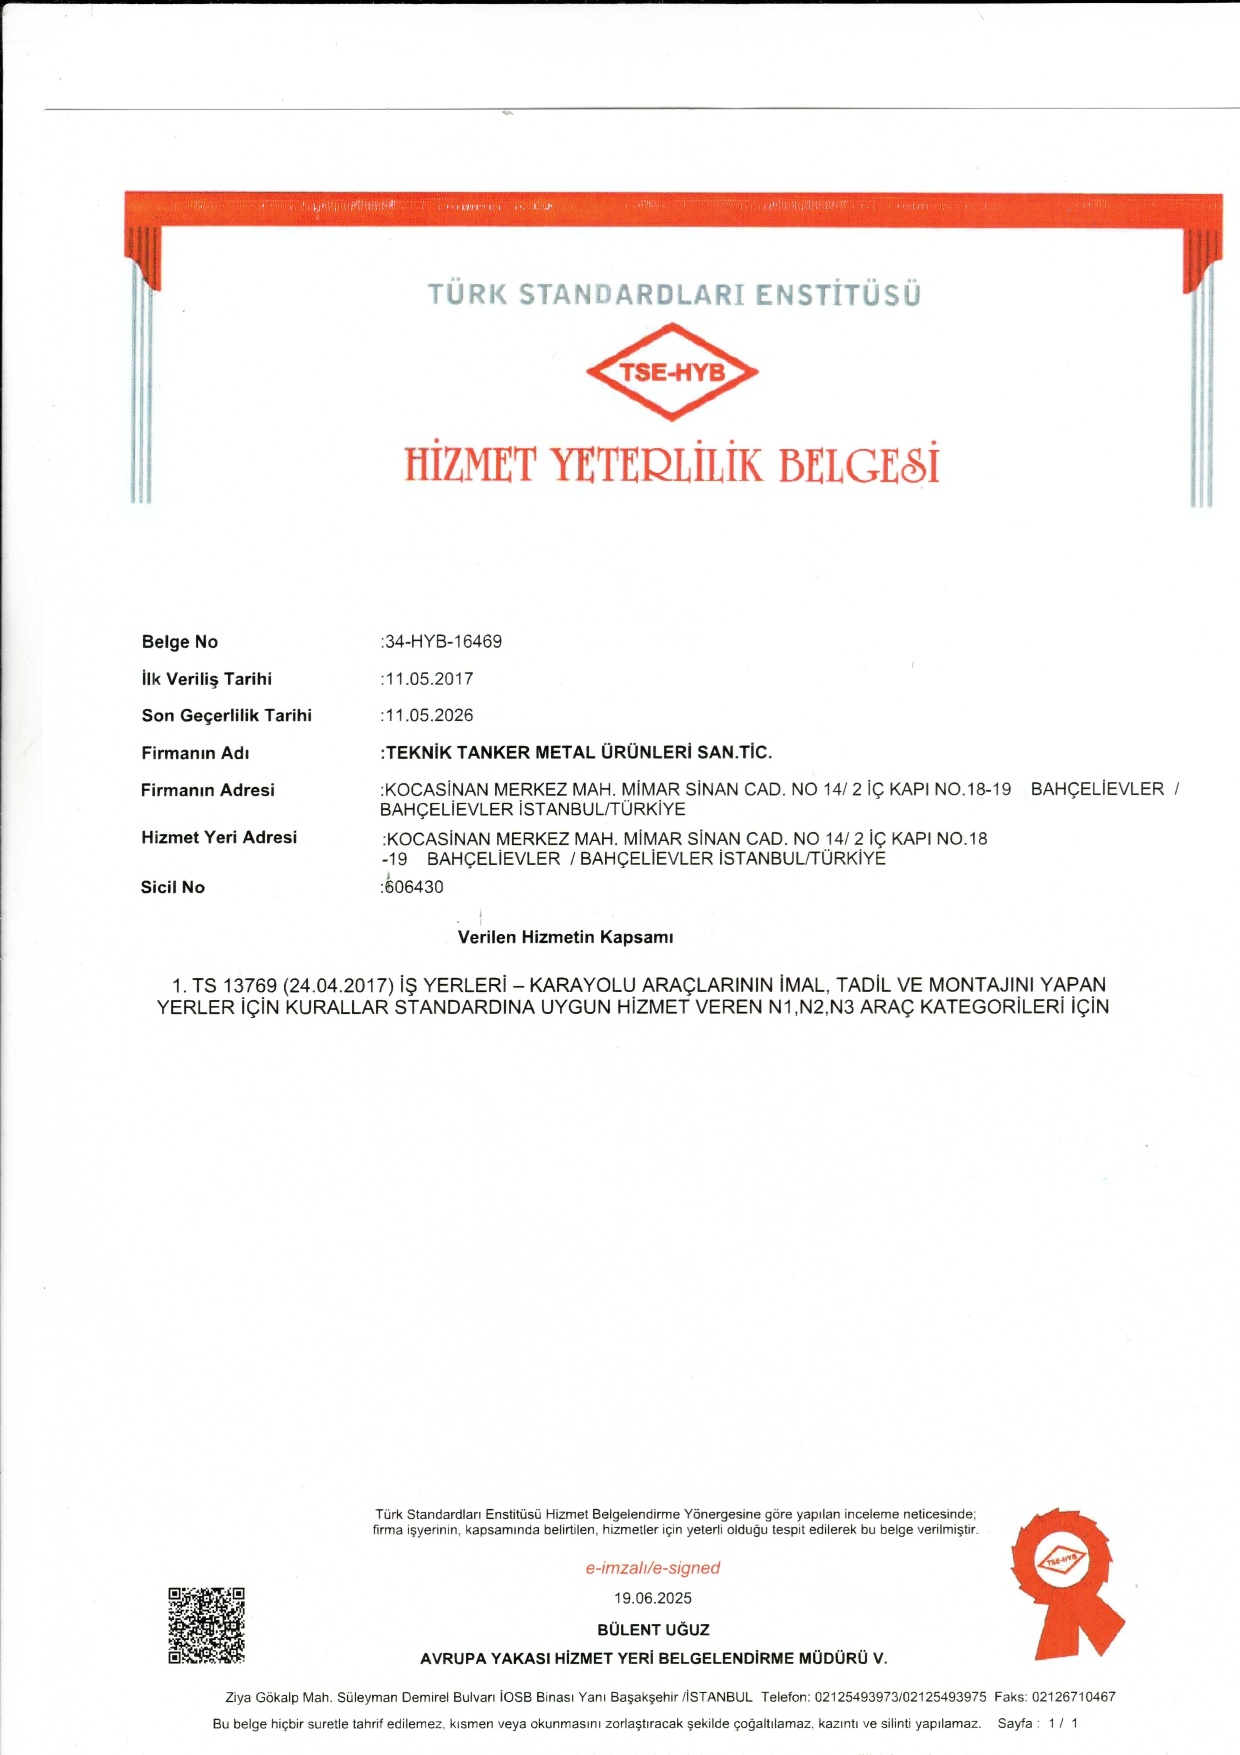 TÜRK STANDARDLARI ENSTİTÜSÜ
TSE-HYB
HİZMET YETERLİLİK BELGESİ
Belge No :34-HYB-16469
İlk Veriliş Tarihi :11.05.2017
Son Geçerlilik Tarihi :11.05.2026
Firmanın Adı :TEKNİK TANKER METAL ÜRÜNLERİ SAN.TİC.
Firmanın Adresi :KOCASİNAN MERKEZ MAH. MİMAR SİNAN CAD. NO 14/ 2 İÇ KAPI NO.18-19 BAHÇELİEVLER /
BAHÇELİEVLER İSTANBUL/TÜRKİYE
Hizmet Yeri Adresi :KOCASİNAN MERKEZ MAH. MİMAR SİNAN CAD. NO 14/ 2 İÇ KAPI NO.18
-19 BAHÇELİEVLER / BAHÇELİEVLER İSTANBUL/TÜRKİYE
Sicil No :606430
Verilen Hizmetin Kapsamı
1. TS 13769 (24.04.2017) İŞ YERLERİ – KARAYOLU ARAÇLARININ İMAL, TADİL VE MONTAJINI YAPAN
YERLER İÇİN KURALLAR STANDARDINA UYGUN HİZMET VEREN N1,N2,N3 ARAÇ KATEGORİLERİ İÇİN
Türk Standardları Enstitüsü Hizmet Belgelendirme Yönergesine göre yapılan inceleme neticesinde;
firma işyerinin, kapsamında belirtilen, hizmetler için yeterli olduğu tespit edilerek bu belge verilmiştir.
TSE-HYB
e-imzalı/e-signed
19.06.2025
BÜLENT UĞUZ
AVRUPA YAKASI HİZMET YERİ BELGELENDİRME MÜDÜRÜ V.
Ziya Gökalp Mah. Süleyman Demirel Bulvarı İOSB Binası Yanı Başakşehir /İSTANBUL Telefon: 02125493973/02125493975 Faks: 02126710467
Bu belge hiçbir suretle tahrif edilemez, kısmen veya okunmasını zorlaştıracak şekilde çoğaltılamaz, kazıntı ve silinti yapılamaz. Sayfa : 1 / 1